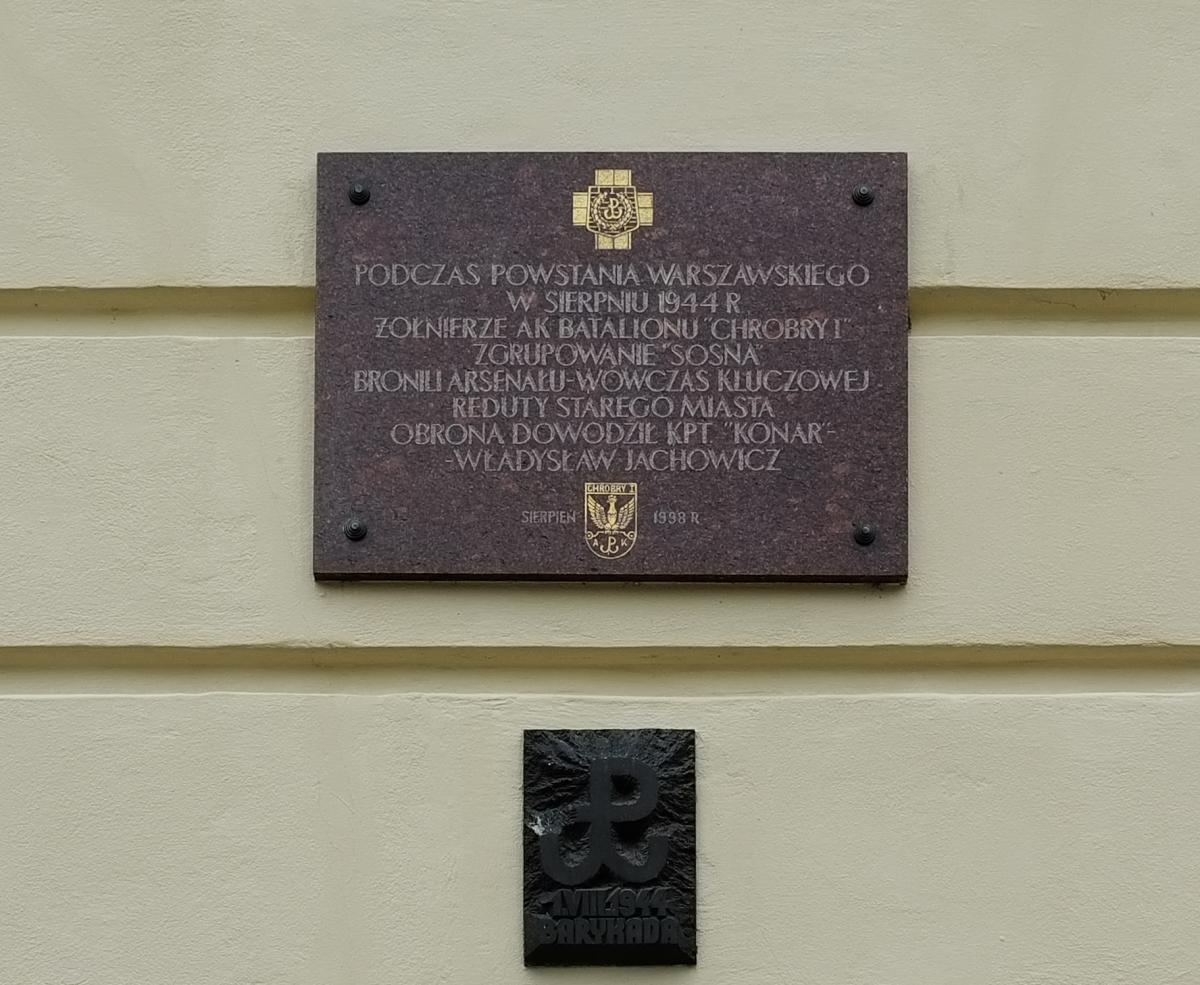 PODCZAS POWSTANIA WARSZAWSKIEGO
W SIERPNIU 1944 R
ŻOŁNIERZE AK BATALIONU "CHROBRY I"
ZGRUPOWANIE "SOSNA"
BRONILI ARSENAŁU-WÓWCZAS KLUCZOWEJ
REDUTY STAREGO MIASTA
OBRONĄ DOWODZIŁ KPT. "KONAR"-
-WŁADYSŁAW JACHOWICZ
CHROBRY I
SIERPIEŃ 1998 R
A P K
1.VIII.1944
BARYKADA